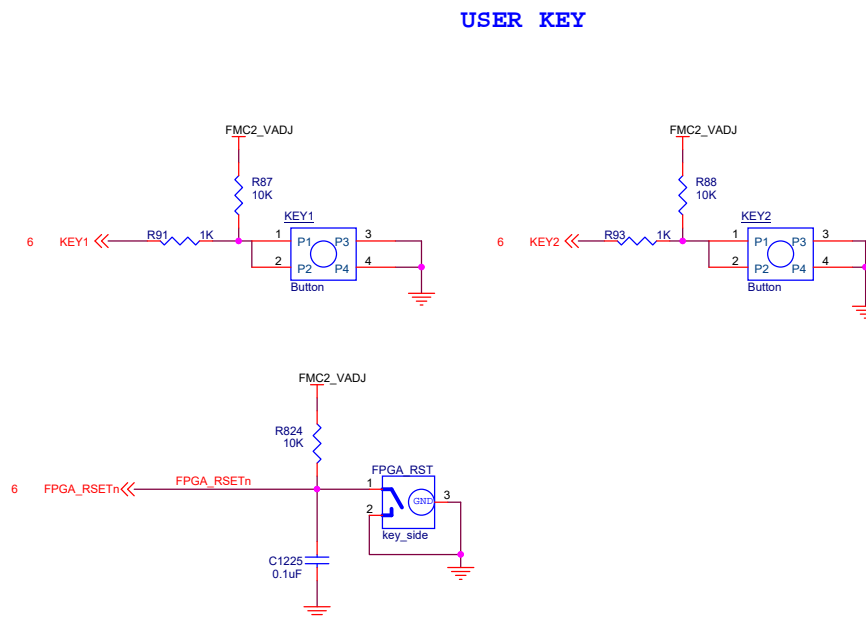 USER KEY
FMC2_VADJ
R87
10K
KEY1
6 KEY1 R91 1K 1 P1 P3 3
2 P2 P4 4
Button
FMC2_VADJ
R88
10K
KEY2
6 KEY2 R93 1K 1 P1 P3 3
2 P2 P4 4
Button
FMC2_VADJ
R824
10K
FPGA_RST
6 FPGA_RSETn FPGA_RSETn 1 GND 3
2
key_side
C1225
0.1uF